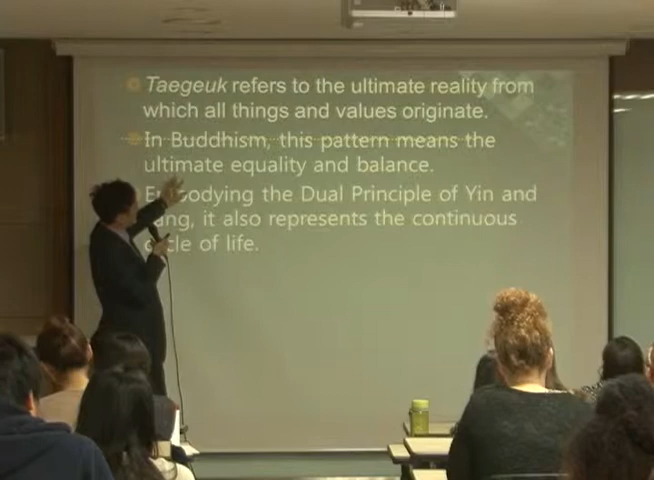 Taegeuk refers to the ultimate reality from
which all things and values originate.
In Buddhism, this pattern means the
ultimate equality and balance.
Embodying the Dual Principle of Yin and
Yang, it also represents the continuous
cycle of life.